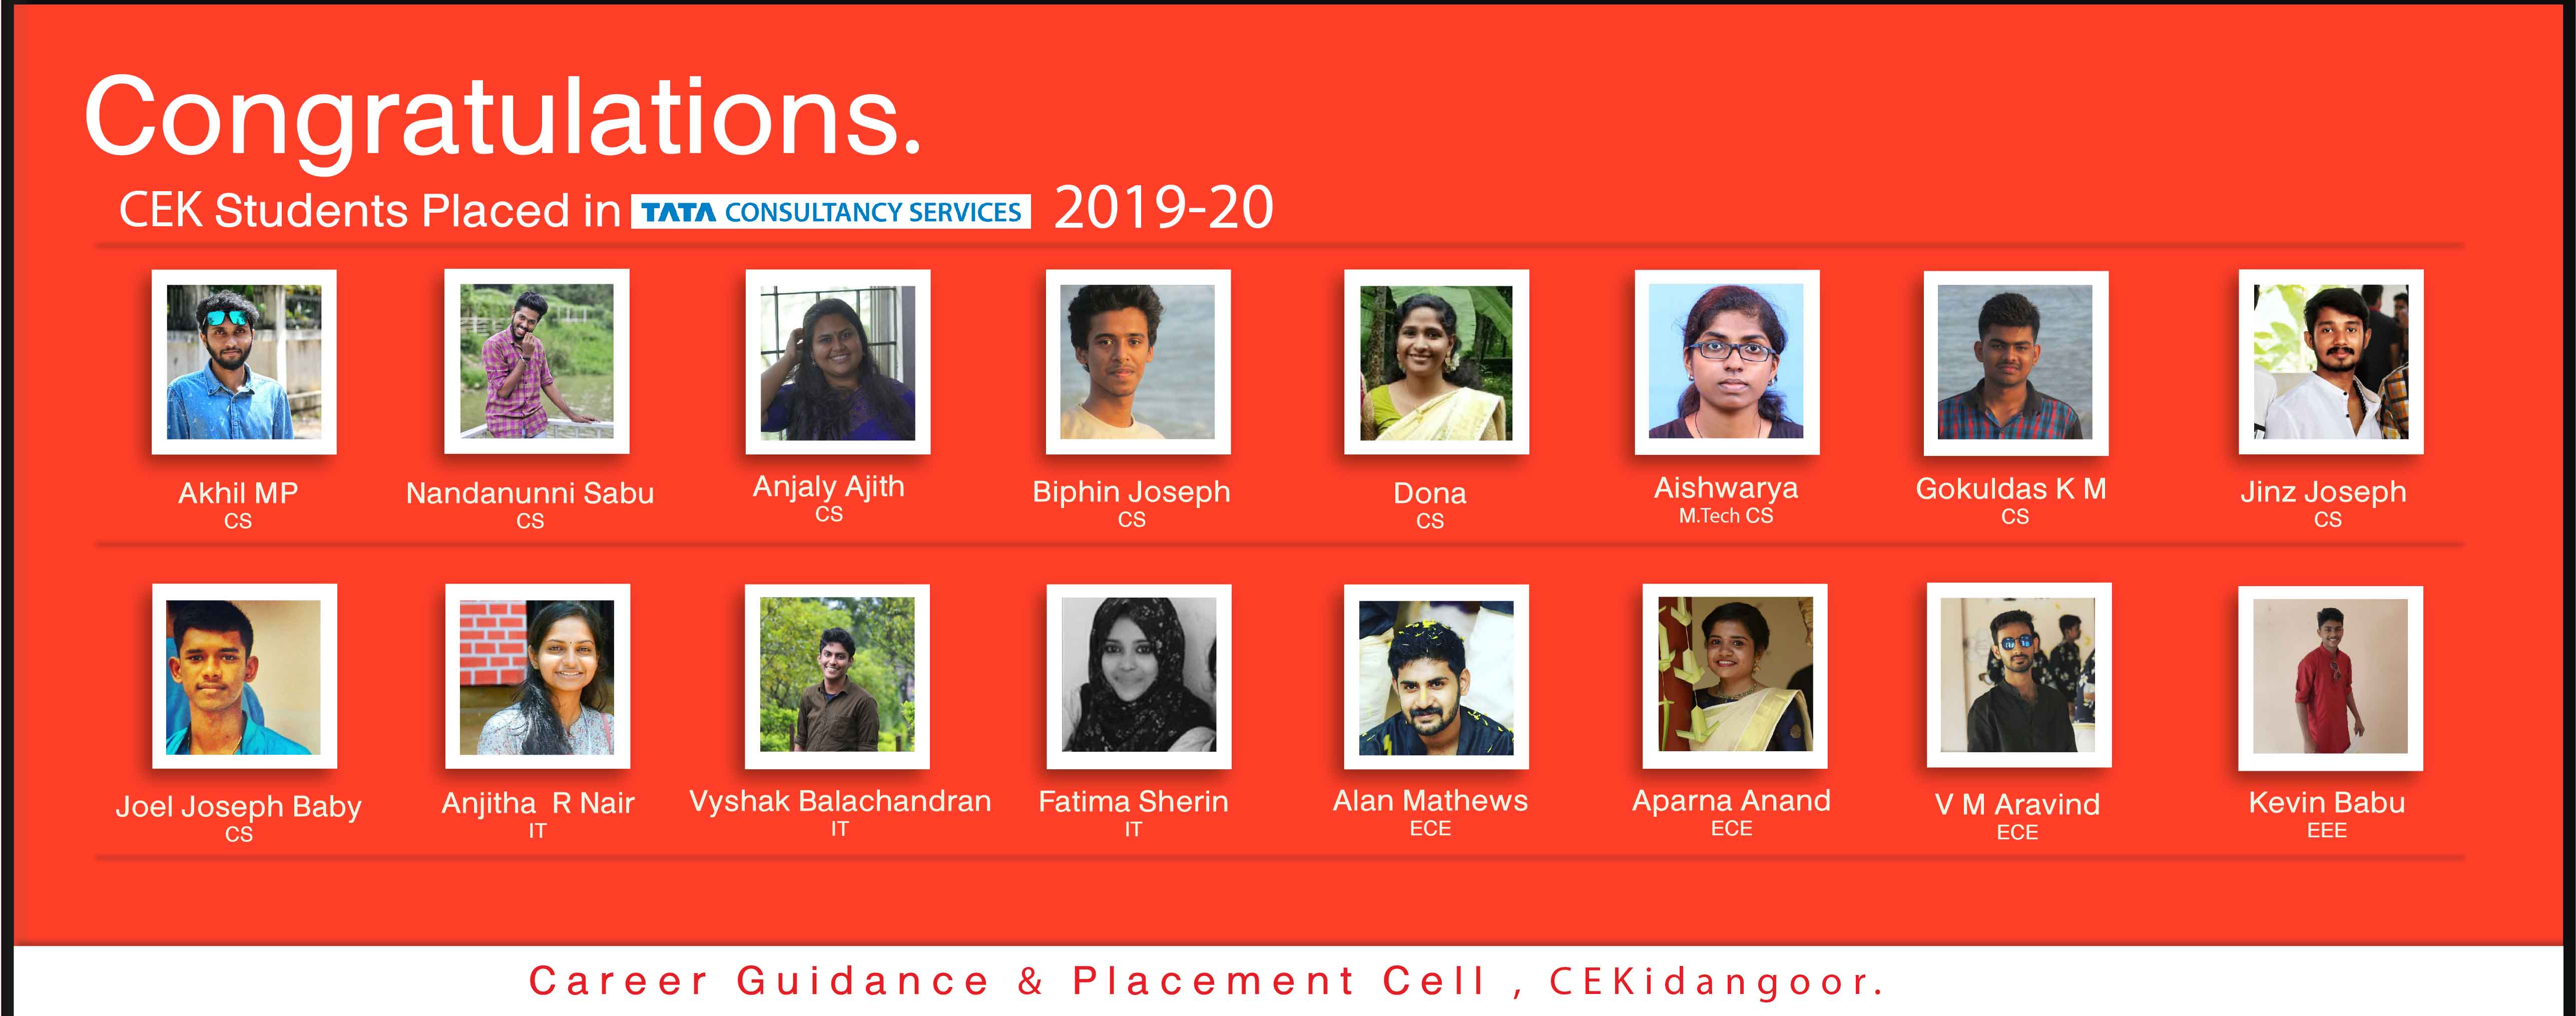 Congratulations.
CEK Students Placed in TATA CONSULTANCY SERVICES 2019-20
Akhil MP
CS
Nandanunni Sabu
CS
Anjaly Ajith
CS
Biphin Joseph
CS
Dona
CS
Aishwarya
M.Tech CS
Gokuldas K M
CS
Jinz Joseph
CS
Joel Joseph Baby
CS
Anjitha R Nair
IT
Vyshak Balachandran
IT
Fatima Sherin
IT
Alan Mathews
ECE
Aparna Anand
ECE
V M Aravind
ECE
Kevin Babu
EEE
Career Guidance & Placement Cell , CEKidangoor.